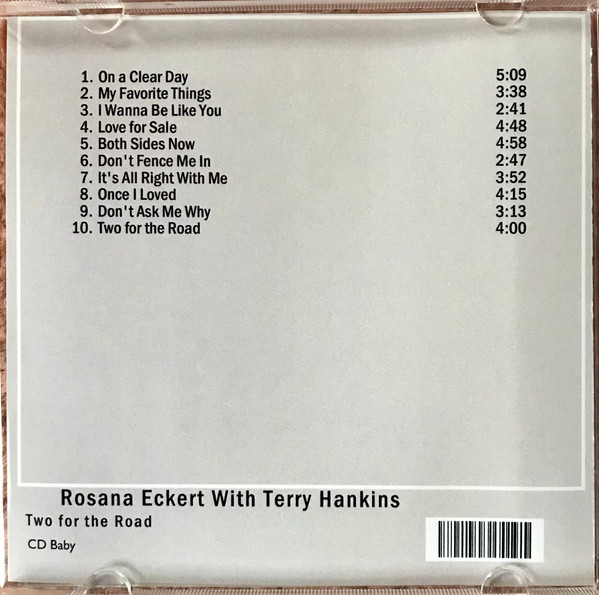 1. On a Clear Day 5:09
2. My Favorite Things 3:38
3. I Wanna Be Like You 2:41
4. Love for Sale 4:48
5. Both Sides Now 4:58
6. Don't Fence Me In 2:47
7. It's All Right With Me 3:52
8. Once I Loved 4:15
9. Don't Ask Me Why 3:13
10. Two for the Road 4:00
Rosana Eckert With Terry Hankins
Two for the Road
CD Baby